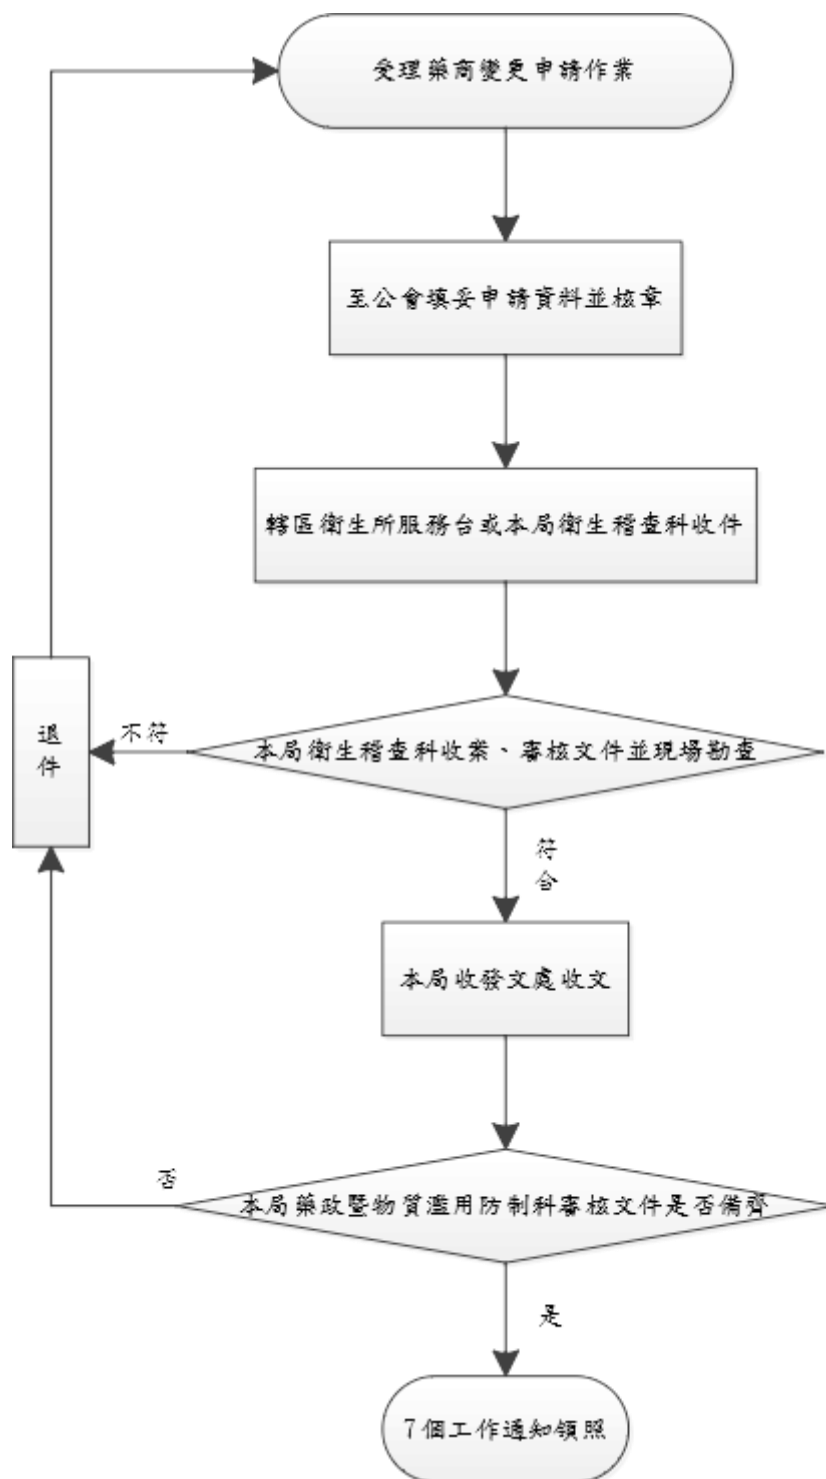 受理藥商變更申請作業
至公會填妥申請資料並核章
轄區衛生所服務台或本局衛生稽查科收件
退
件
不符
本局衛生稽查科收案、審核文件並現場勘查
符
合
本局收發文處收文
否
本局藥政暨物質濫用防制科審核文件是否備齊
是
7個工作通知領照